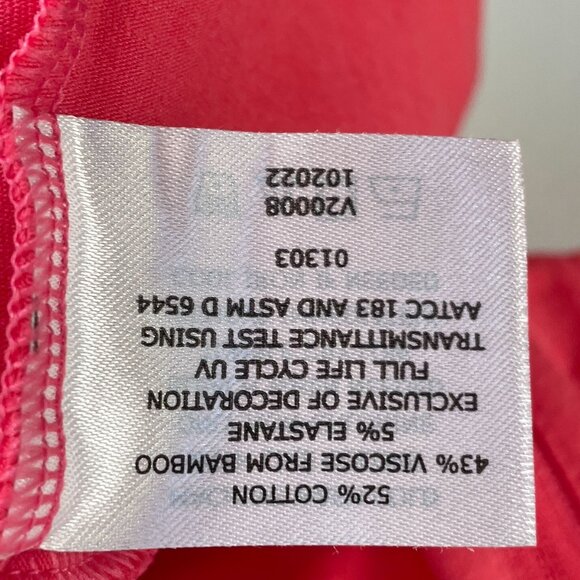 52% COTTON
43% VISCOSE FROM BAMBOO
5% ELASTANE
EXCLUSIVE OF DECORATION
FULL LIFE CYCLE UV
TRANSMITTANCE TEST USING
AATCC 183 AND ASTM D 6544
01303
V20008
102022